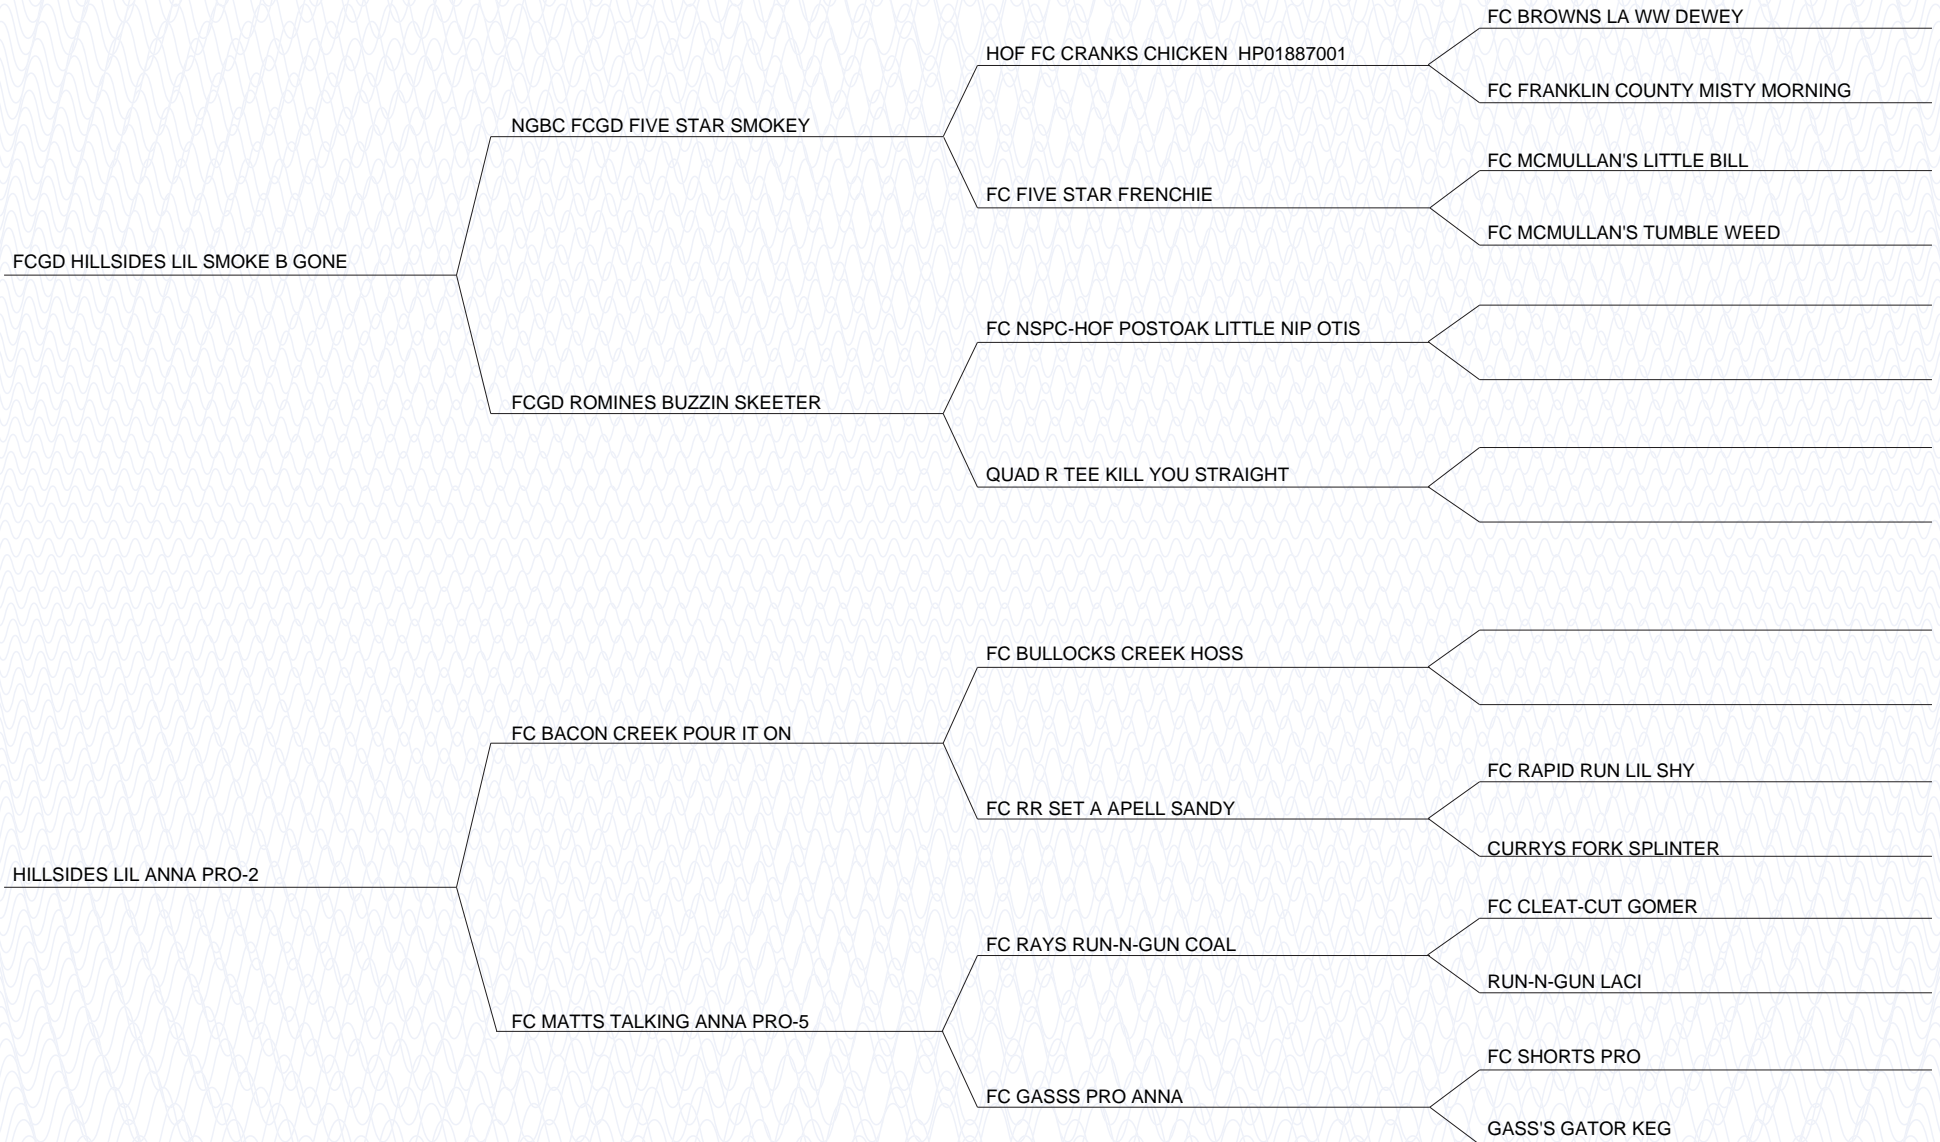 FC BROWNS LA WW DEWEY
HOF FC CRANKS CHICKEN  HP01887001
FC FRANKLIN COUNTY MISTY MORNING
NGBC FCGD FIVE STAR SMOKEY
FC MCMULLAN'S LITTLE BILL
FC FIVE STAR FRENCHIE
FC MCMULLAN'S TUMBLE WEED
FCGD HILLSIDES LIL SMOKE B GONE
FC NSPC-HOF POSTOAK LITTLE NIP OTIS
FCGD ROMINES BUZZIN SKEETER
QUAD R TEE KILL YOU STRAIGHT
FC BULLOCKS CREEK HOSS
FC BACON CREEK POUR IT ON
FC RAPID RUN LIL SHY
FC RR SET A APELL SANDY
CURRYS FORK SPLINTER
HILLSIDES LIL ANNA PRO-2
FC CLEAT-CUT GOMER
FC RAYS RUN-N-GUN COAL
RUN-N-GUN LACI
FC MATTS TALKING ANNA PRO-5
FC SHORTS PRO
FC GASSS PRO ANNA
GASS'S GATOR KEG